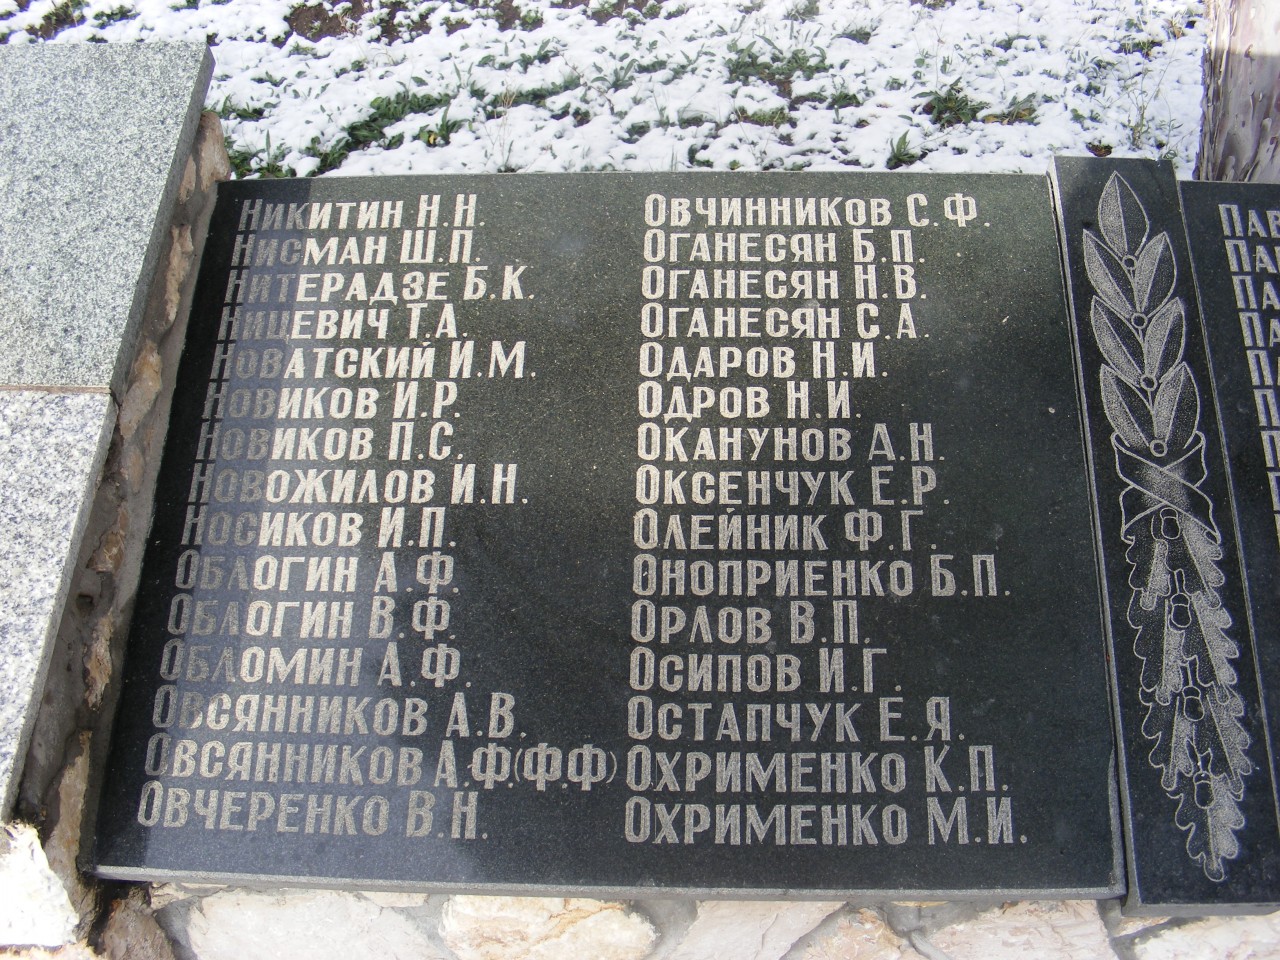 Никитин Н.Н.
Нисман Ш.П.
Нитерадзе Б.К.
Ницевич Т.А.
Новатский И.М.
Новиков И.Р.
Новиков П.С.
Новожилов И.Н.
Носиков И.П.
Облогин А.Ф.
Облогин В.Ф.
Обломин А.Ф.
Овсянников А.В.
Овсянников А.Ф.(Ф.Ф)
Овчеренко В.Н.
Овчинников С.Ф.
Оганесян Б.П.
Оганесян Н.В.
Оганесян С.А.
Одаров Н.И.
Одров Н.И.
Оканунов А.Н.
Оксенчук Е.Р.
Олейник Ф.Г.
Оноприенко Б.П.
Орлов В.П.
Осипов И.Г.
Остапчук Е.Я.
Охрименко К.П.
Охрименко М.И.